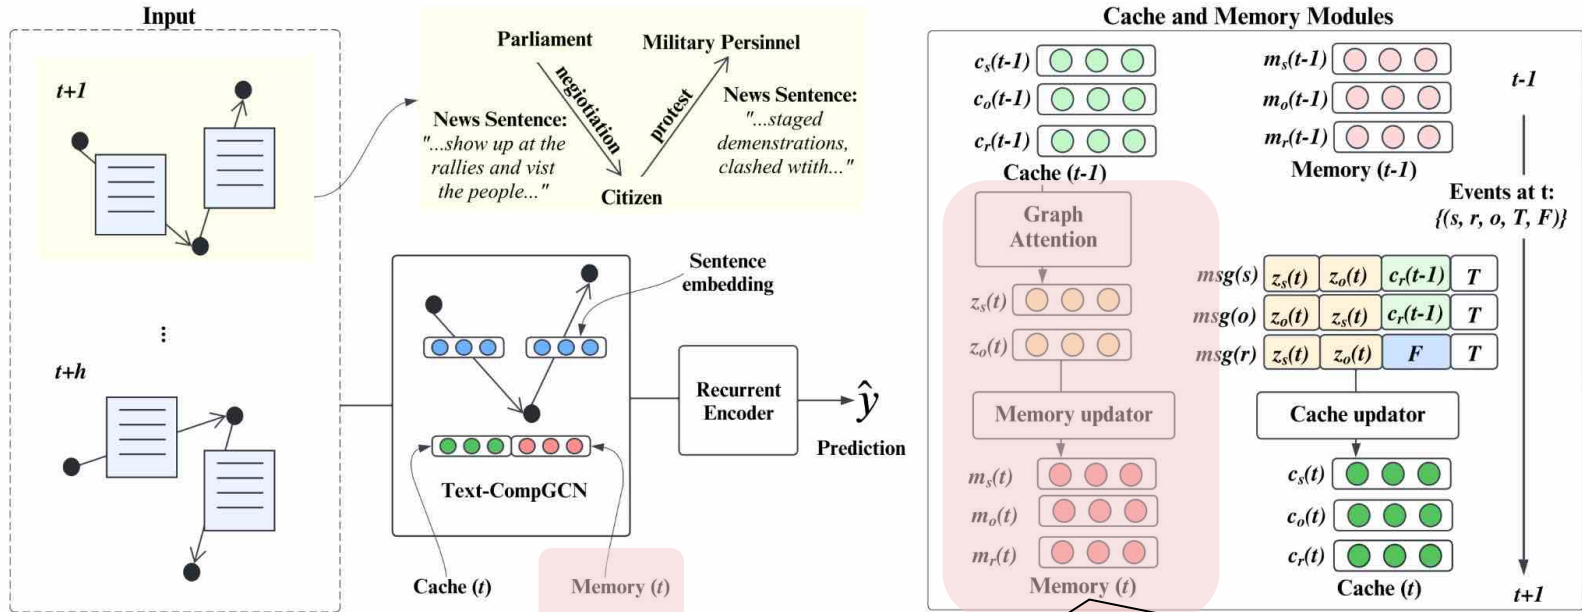 Input
t+1
...
t+h
Parliament
Military Persinnel
negiotiation
protest
News Sentence:
"...show up at the
rallies and vist
the people..."
News Sentence:
"...staged
demenstrations,
clashed wtith..."
Citizen
Sentence
embedding
Text-CompGCN
Cache (t)
Memory (t)
Recurrent
Encoder
ŷ
Prediction
Cache and Memory Modules
c_s(t-1)
c_o(t-1)
c_r(t-1)
Cache (t-1)
m_s(t-1)
m_o(t-1)
m_r(t-1)
Memory (t-1)
t-1
Events at t:
{(s, r, o, T, F)}
Graph
Attention
z_s(t)
z_o(t)
Memory updator
m_s(t)
m_o(t)
m_r(t)
Memory (t)
msg(s) z_s(t) z_o(t) c_r(t-1) T
msg(o) z_o(t) z_s(t) c_r(t-1) T
msg(r) z_s(t) z_o(t) F T
Cache updator
c_s(t)
c_o(t)
c_r(t)
Cache (t)
t+1